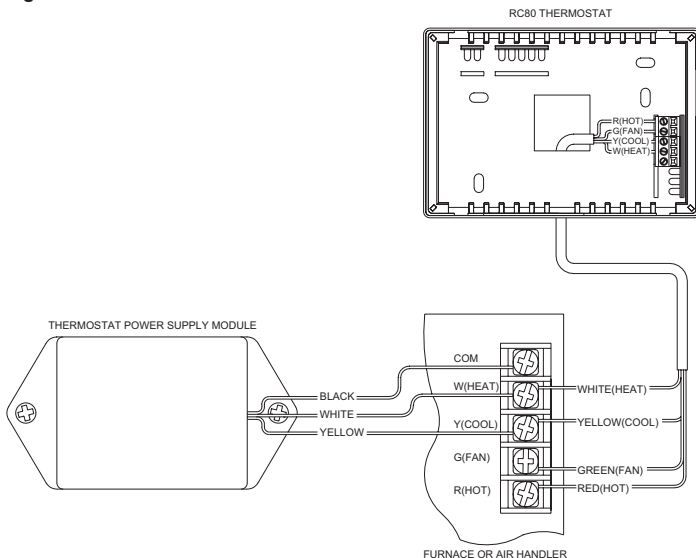 RC80 THERMOSTAT
R(HOT)
G(FAN)
Y(COOL)
W(HEAT)
THERMOSTAT POWER SUPPLY MODULE
BLACK
WHITE
YELLOW
COM
W(HEAT)
Y(COOL)
G(FAN)
R(HOT)
WHITE(HEAT)
YELLOW(COOL)
GREEN(FAN)
RED(HOT)
FURNACE OR AIR HANDLER